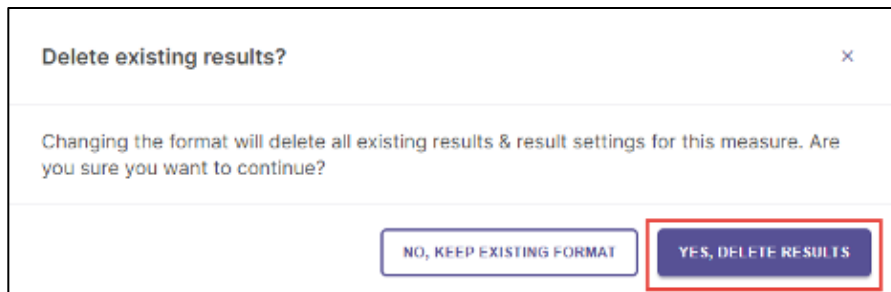 Delete existing results?
×
Changing the format will delete all existing results & result settings for this measure. Are
you sure you want to continue?
NO, KEEP EXISTING FORMAT
YES, DELETE RESULTS